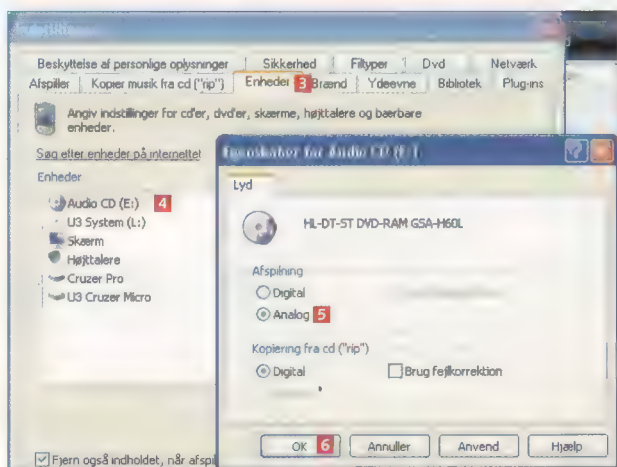 Indstillinger
Beskyttelse af personlige oplysninger Sikkerhed Filtyper Dvd Netværk
Afspiller Kopier musik fra cd ("rip") Enheder 3 Brænd Ydeevne Bibliotek Plug-ins
Angiv indstillinger for cd'er, dvd'er, skærme, højttalere og bærbare
enheder.
Søg efter enheder på internettet
Enheder
Audio CD (E:) 4
U3 System (L:)
Skærm
Højttalere
Cruzer Pro
U3 Cruzer Micro
Fjern også indholdet, når afspi
Egenskaber for Audio CD (E:)
Lyd
HL-DT-ST DVD-RAM GSA-H60L
Afspilning
Digital
Analog 5
Kopiering fra cd ("rip")
Digital Brug fejlkorrektion
OK 6 Annuller Anvend Hjælp